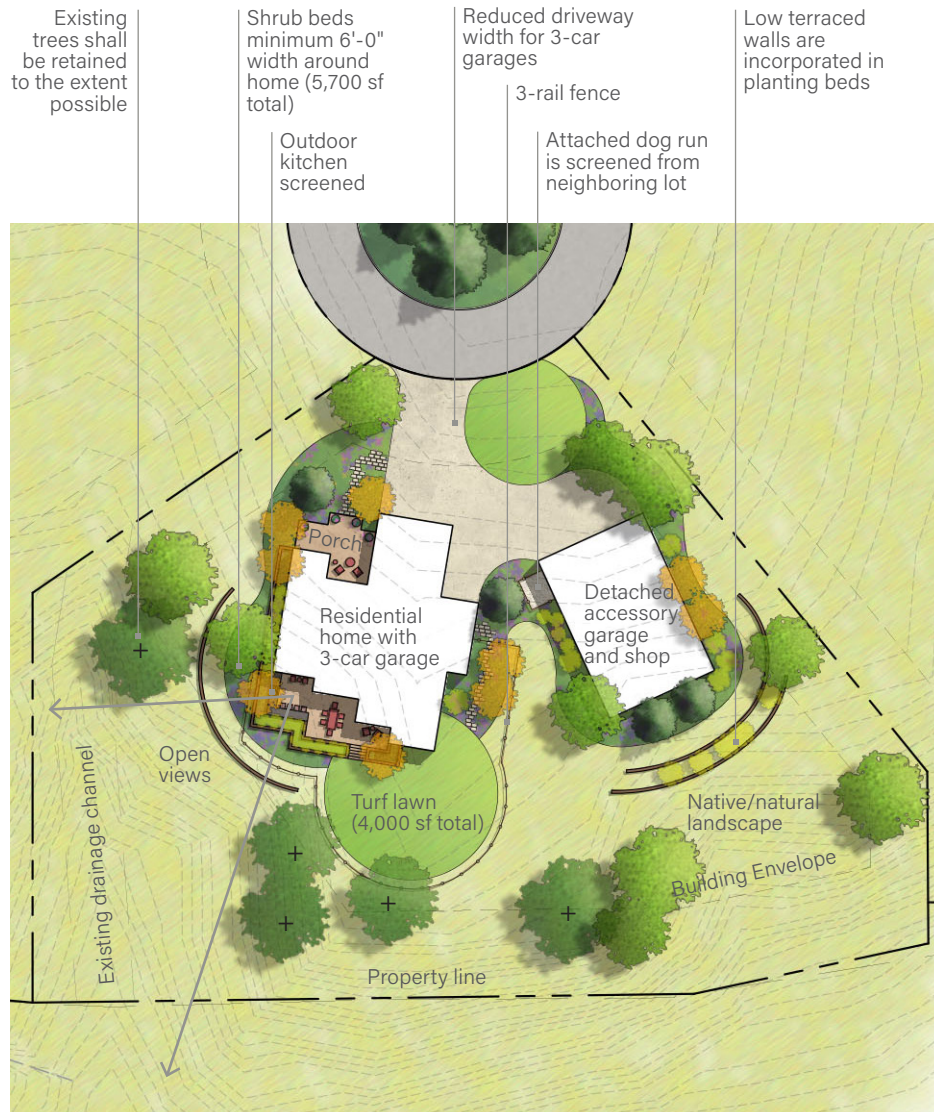 Existing
trees shall
be retained
to the extent
possible
Shrub beds
minimum 6'-0"
width around
home (5,700 sf
total)
Outdoor
kitchen
screened
Reduced driveway
width for 3-car
garages
3-rail fence
Attached dog run
is screened from
neighboring lot
Low terraced
walls are
incorporated in
planting beds
Porch
Residential
home with
3-car garage
Detached
accessory
garage
and shop
Open
views
Existing drainage channel
Turf lawn
(4,000 sf total)
Native/natural
landscape
Building Envelope
Property line